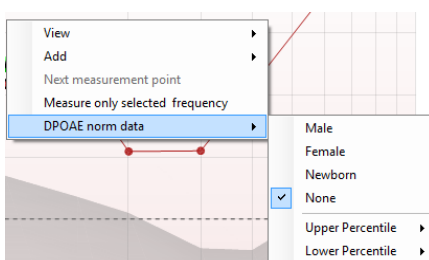 View
Add
Next measurement point
Measure only selected frequency
DPOAE norm data
Male
Female
Newborn
None
Upper Percentile
Lower Percentile